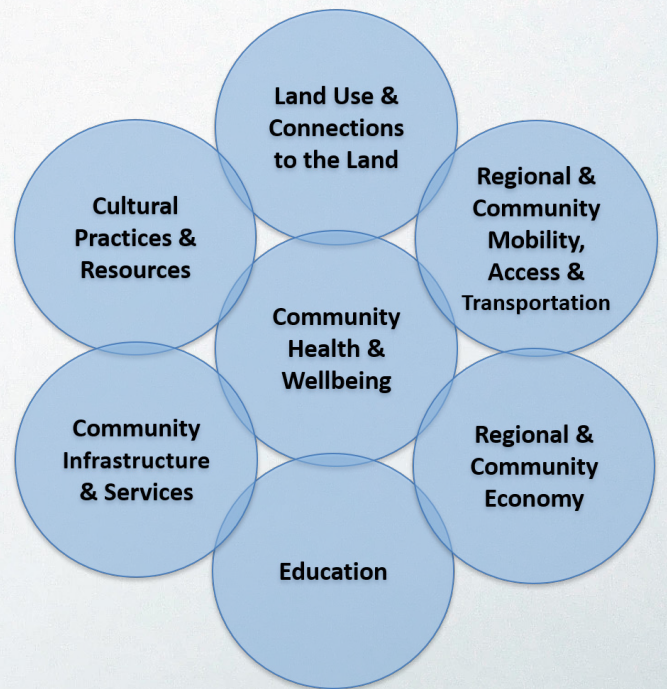 Land Use &
Connections
to the Land
Cultural
Practices &
Resources
Regional &
Community
Mobility,
Access &
Transportation
Community
Health &
Wellbeing
Community
Infrastructure
& Services
Regional &
Community
Economy
Education